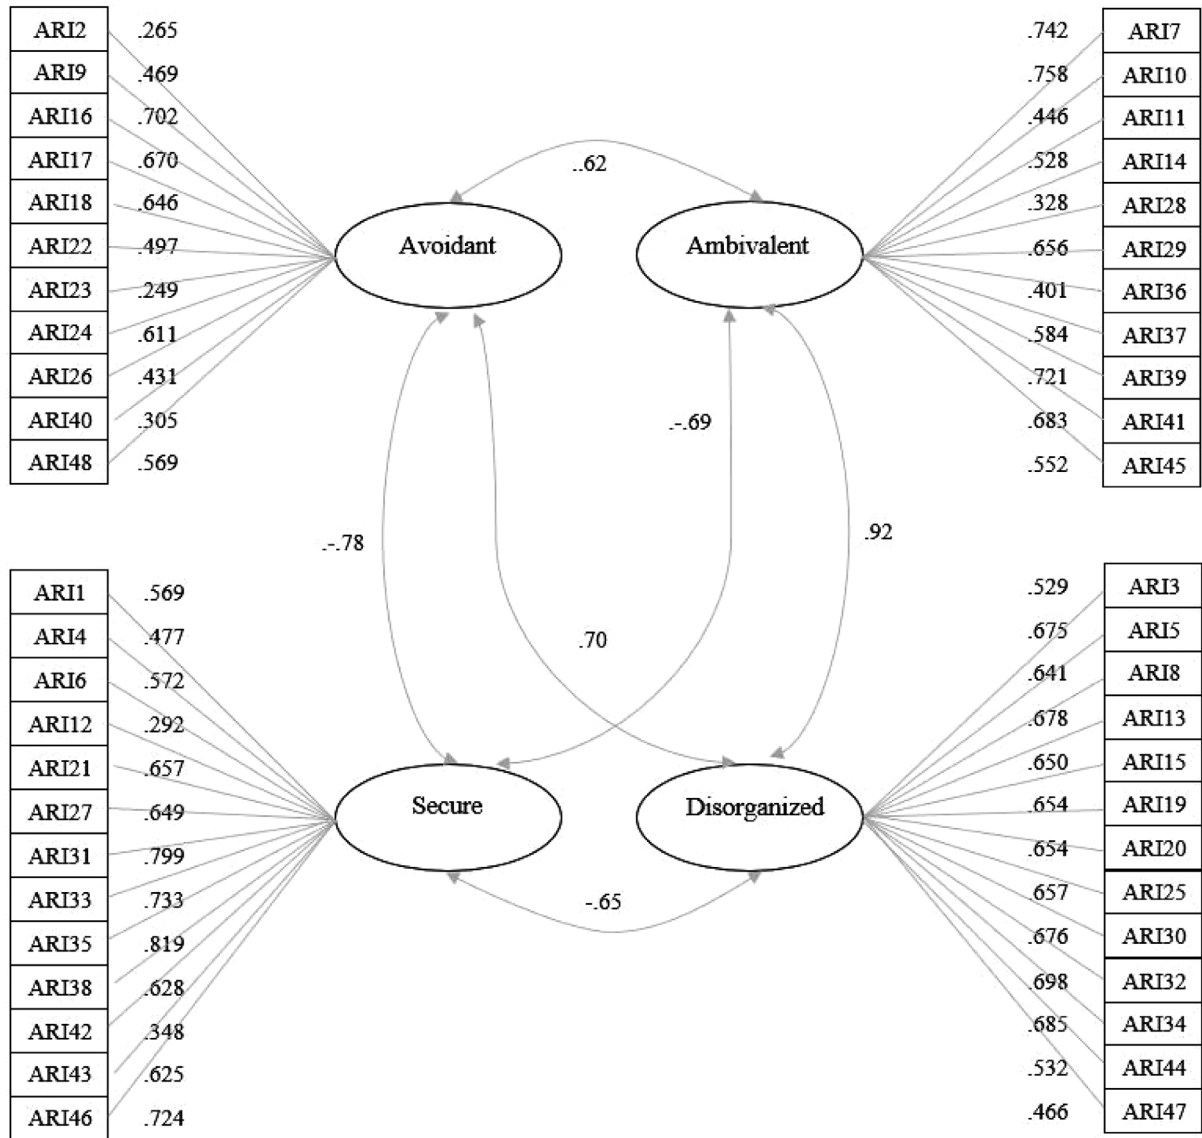 ARI2 .265
ARI9 .469
ARI16 .702
ARI17 .670
ARI18 .646
ARI22 .497
ARI23 .249
ARI24 .611
ARI26 .431
ARI40 .305
ARI48 .569
.742 ARI7
.758 ARI10
.446 ARI11
.528 ARI14
.328 ARI28
.656 ARI29
.401 ARI36
.584 ARI37
.721 ARI39
.683 ARI41
.552 ARI45
..62
Avoidant
Ambivalent
.-.69
.-.78
.92
.70
ARI1 .569
ARI4 .477
ARI6 .572
ARI12 .292
ARI21 .657
ARI27 .649
ARI31 .799
ARI33 .733
ARI35 .819
ARI38 .628
ARI42 .348
ARI43 .625
ARI46 .724
Secure
Disorganized
-.65
.529 ARI3
.675 ARI5
.641 ARI8
.678 ARI13
.650 ARI15
.654 ARI19
.654 ARI20
.657 ARI25
.676 ARI30
.698 ARI32
.685 ARI34
.532 ARI44
.466 ARI47